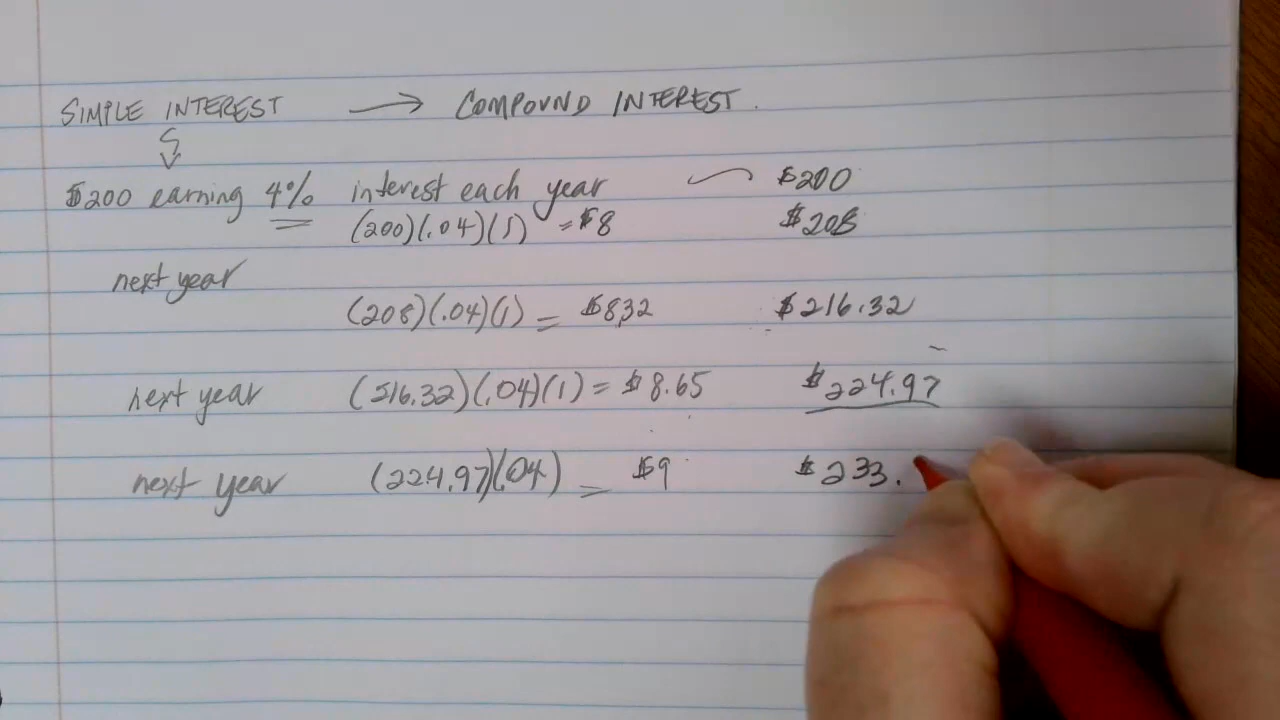 SIMPLE INTEREST → COMPOUND INTEREST.
$200 earning 4% interest each year $200
(200)(.04)(1) = $8 $208
next year
(208)(.04)(1) = $8.32 $216.32
next year (216.32)(.04)(1) = $8.65 $224.97
next year (224.97)(.04) = $9 $233.